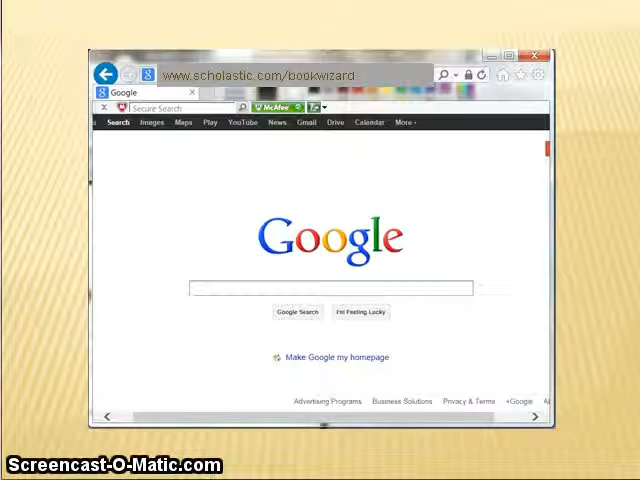 www.scholastic.com/bookwizard
Google
Secure Search
McAfee
Search Images Maps Play YouTube News Gmail Drive Calendar More
Google
Google Search I'm Feeling Lucky
Make Google my homepage
Advertising Programs Business Solutions Privacy & Terms +Google
Screencast-O-Matic.com